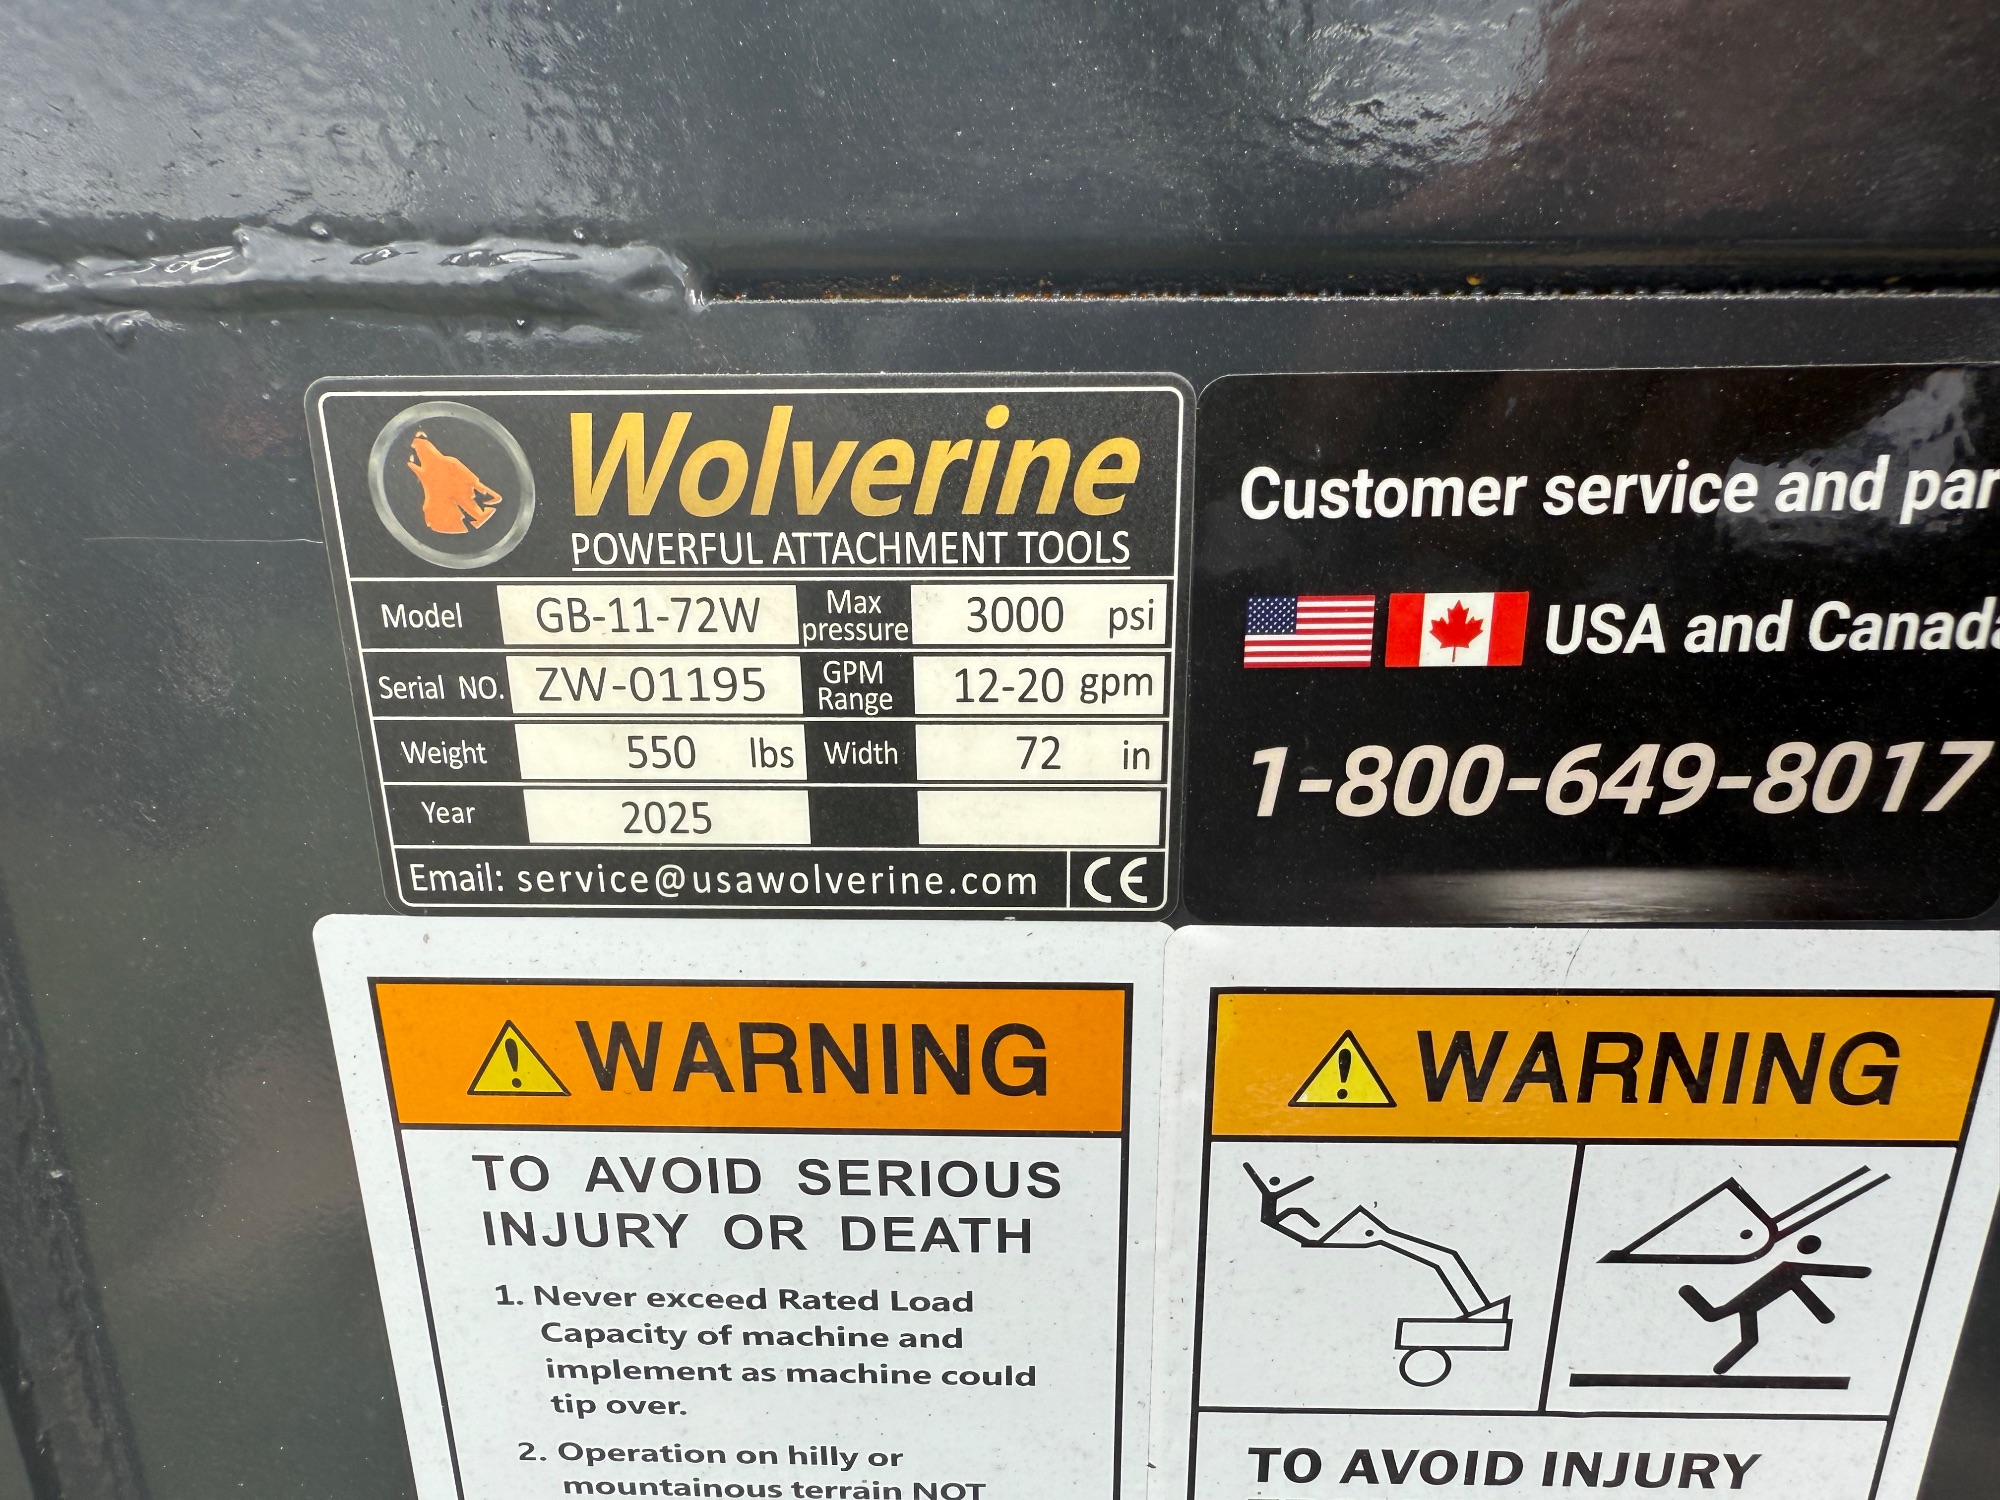 Wolverine
POWERFUL ATTACHMENT TOOLS
Model GB-11-72W Max pressure 3000 psi
Serial NO. ZW-01195 GPM Range 12-20 gpm
Weight 550 lbs Width 72 in
Year 2025
Email: service@usawolverine.com CE
Customer service and par
USA and Canada
1-800-649-8017
WARNING
TO AVOID SERIOUS
INJURY OR DEATH
1. Never exceed Rated Load
Capacity of machine and
implement as machine could
tip over.
2. Operation on hilly or
mountainous terrain NOT
WARNING
TO AVOID INJURY